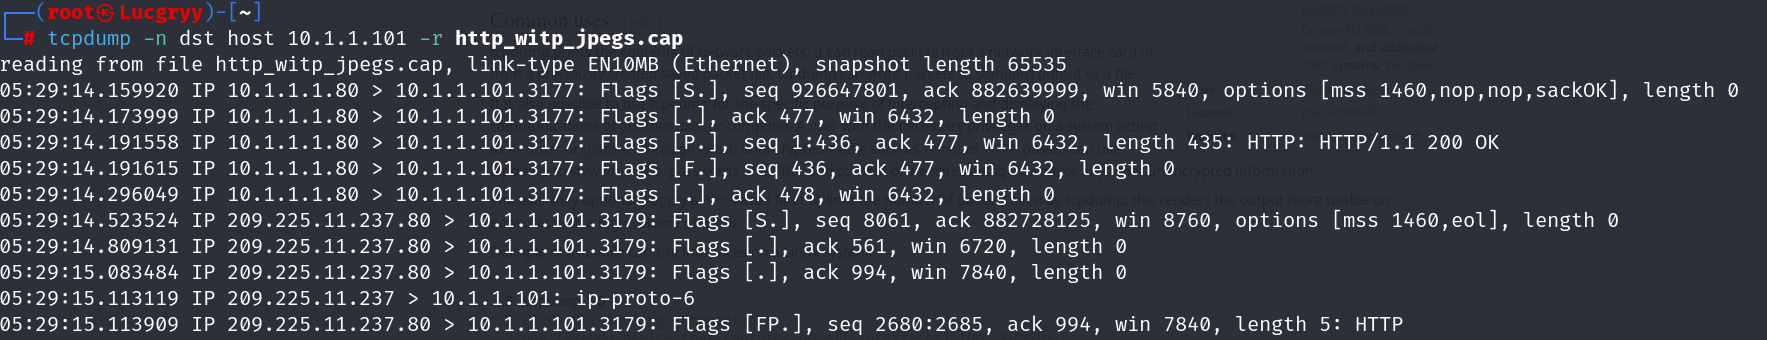 ┌──(root㉿Lucgryy)-[~]
└─# tcpdump -n dst host 10.1.1.101 -r http_witp_jpegs.cap
reading from file http_witp_jpegs.cap, link-type EN10MB (Ethernet), snapshot length 65535
05:29:14.159920 IP 10.1.1.1.80 > 10.1.1.101.3177: Flags [S.], seq 926647801, ack 882639999, win 5840, options [mss 1460,nop,nop,sackOK], length 0
05:29:14.173999 IP 10.1.1.1.80 > 10.1.1.101.3177: Flags [.], ack 477, win 6432, length 0
05:29:14.191558 IP 10.1.1.1.80 > 10.1.1.101.3177: Flags [.], seq 1:436, ack 477, win 6432, length 435: HTTP: HTTP/1.1 200 OK
05:29:14.191615 IP 10.1.1.1.80 > 10.1.1.101.3177: Flags [F.], seq 436, ack 477, win 6432, length 0
05:29:14.296049 IP 10.1.1.1.80 > 10.1.1.101.3177: Flags [.], ack 478, win 6432, length 0
05:29:14.523524 IP 209.225.11.237.80 > 10.1.1.101.3179: Flags [S.], seq 8061, ack 882728125, win 8760, options [mss 1460,eol], length 0
05:29:14.809131 IP 209.225.11.237.80 > 10.1.1.101.3179: Flags [.], ack 561, win 6720, length 0
05:29:15.083484 IP 209.225.11.237.80 > 10.1.1.101.3179: Flags [.], ack 994, win 7840, length 0
05:29:15.113119 IP 209.225.11.237 > 10.1.1.101: ip-proto-6
05:29:15.113909 IP 209.225.11.237.80 > 10.1.1.101.3179: Flags [FP.], seq 2680:2685, ack 994, win 7840, length 5: HTTP